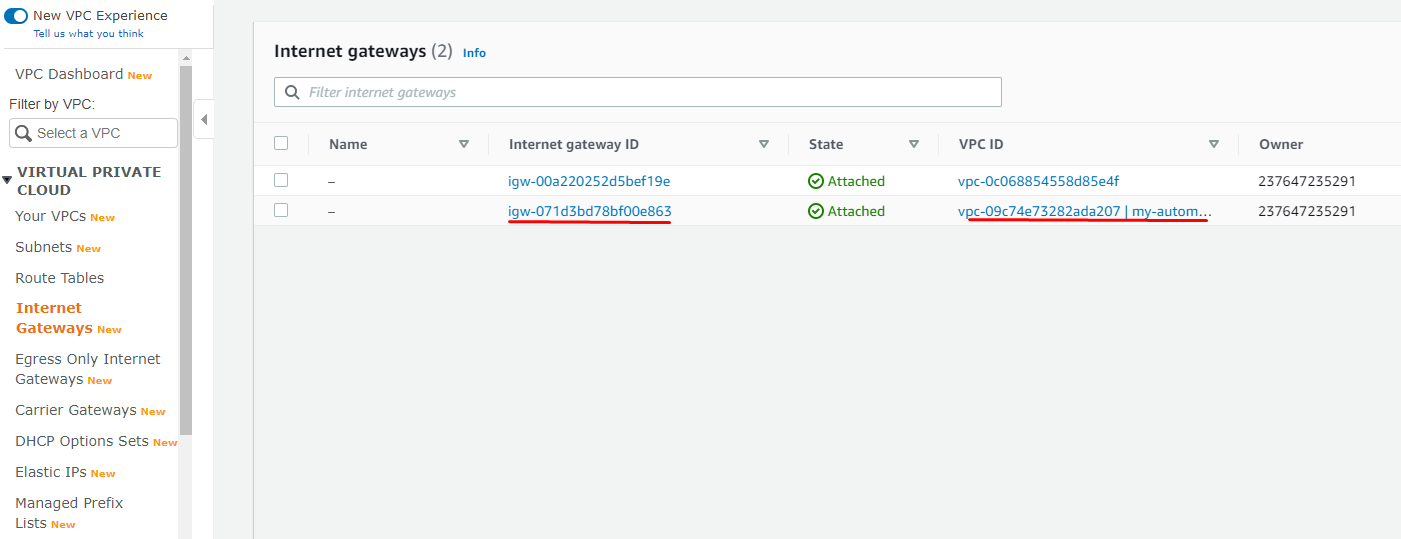 New VPC Experience
Tell us what you think
VPC Dashboard New
Filter by VPC:
Select a VPC
VIRTUAL PRIVATE
CLOUD
Your VPCs New
Subnets New
Route Tables
Internet
Gateways New
Egress Only Internet
Gateways New
Carrier Gateways New
DHCP Options Sets New
Elastic IPs New
Managed Prefix
Lists New
Internet gateways (2) Info
Filter internet gateways
Name Internet gateway ID State VPC ID Owner
– igw-00a220252d5bef19e Attached vpc-0c068854558d85e4f 237647235291
– igw-071d3bd78bf00e863 Attached vpc-09c74e73282ada207 | my-autom... 237647235291